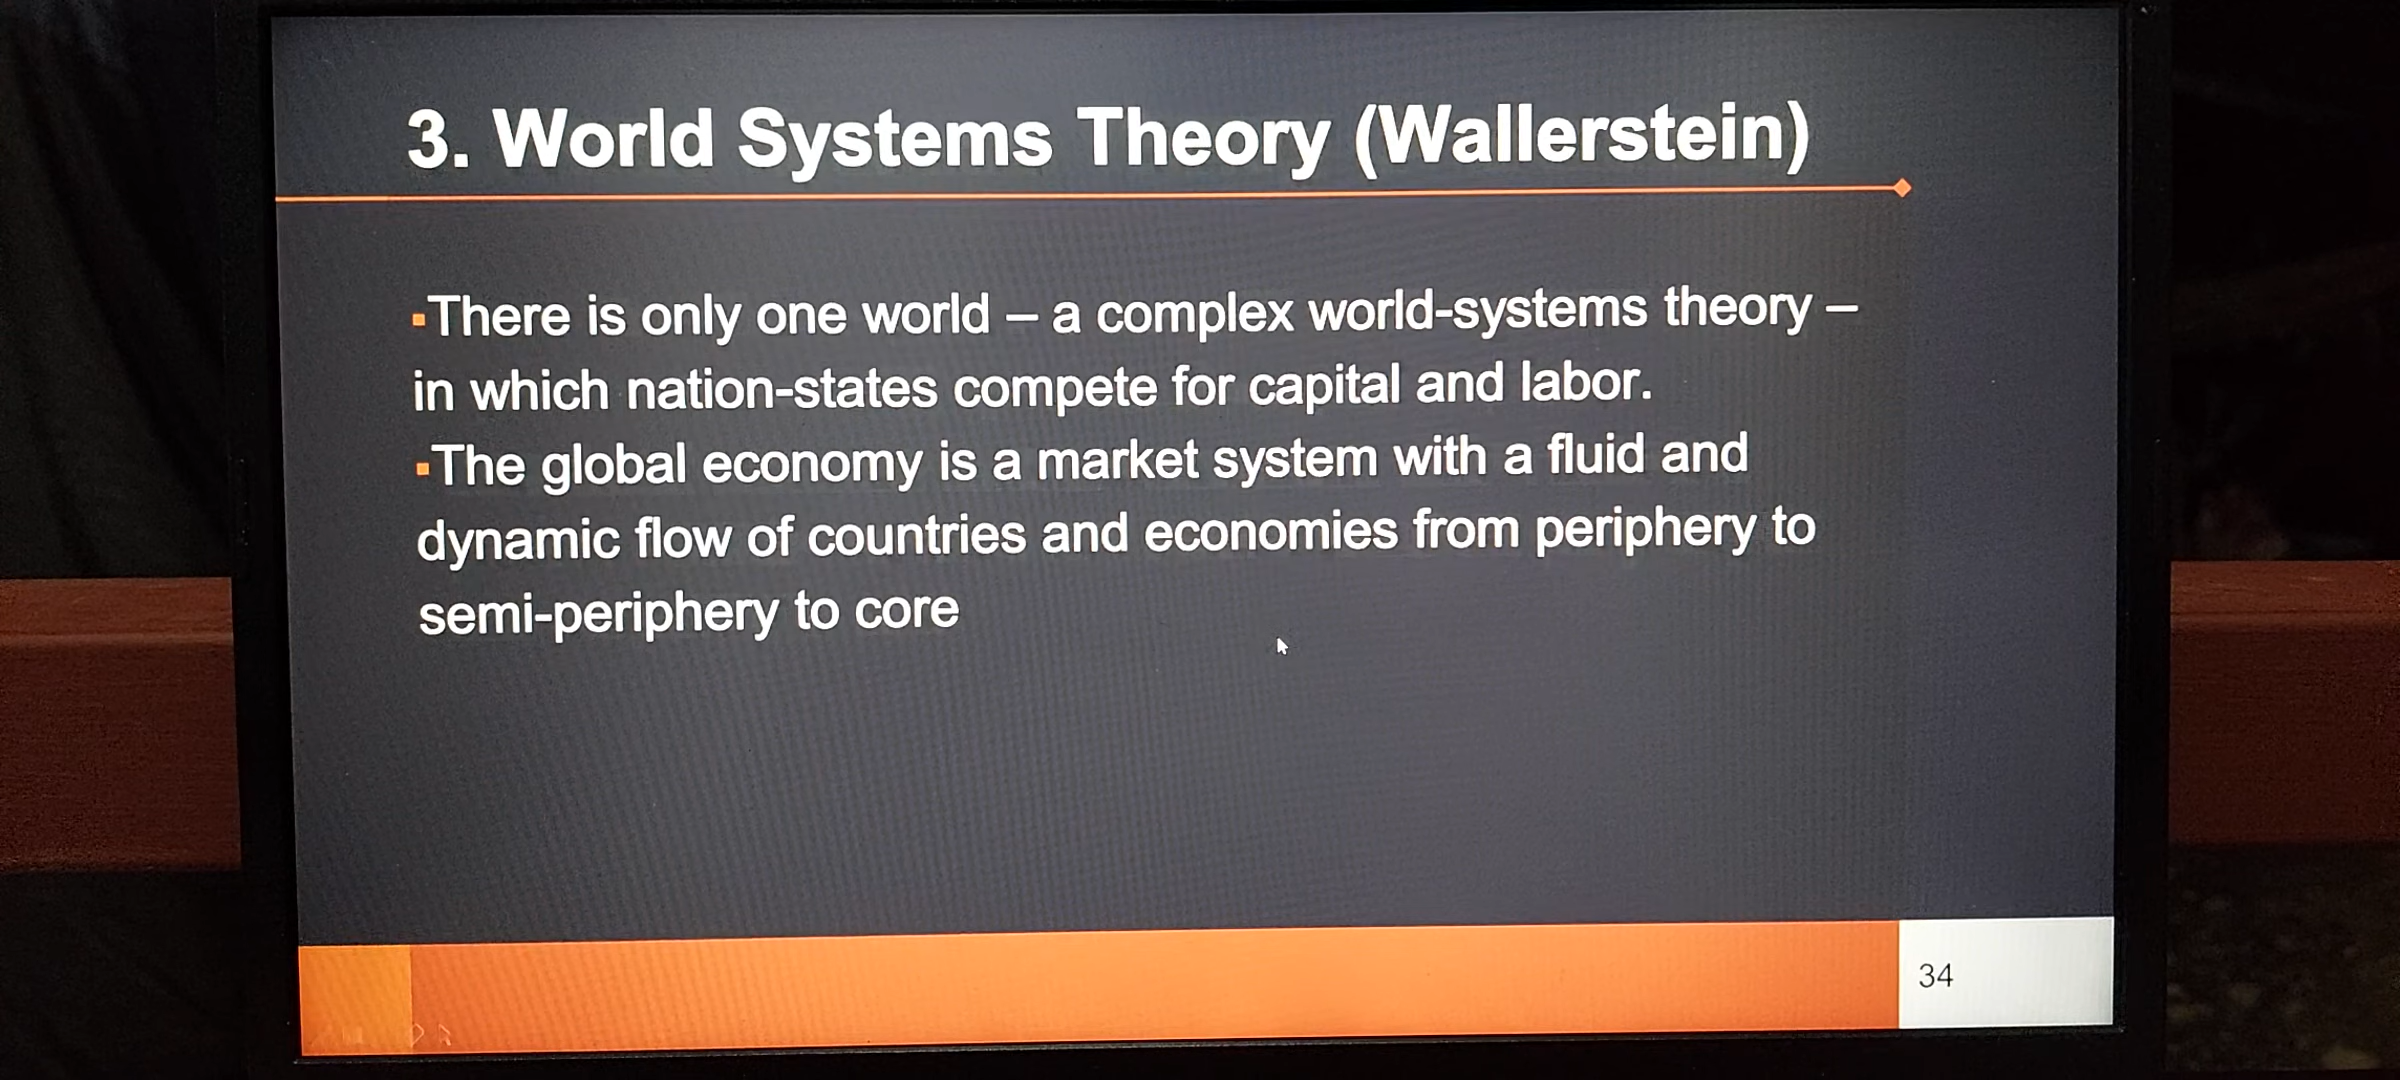 3. World Systems Theory (Wallerstein)
▪There is only one world – a complex world-systems theory –
in which nation-states compete for capital and labor.
▪The global economy is a market system with a fluid and
dynamic flow of countries and economies from periphery to
semi-periphery to core
34